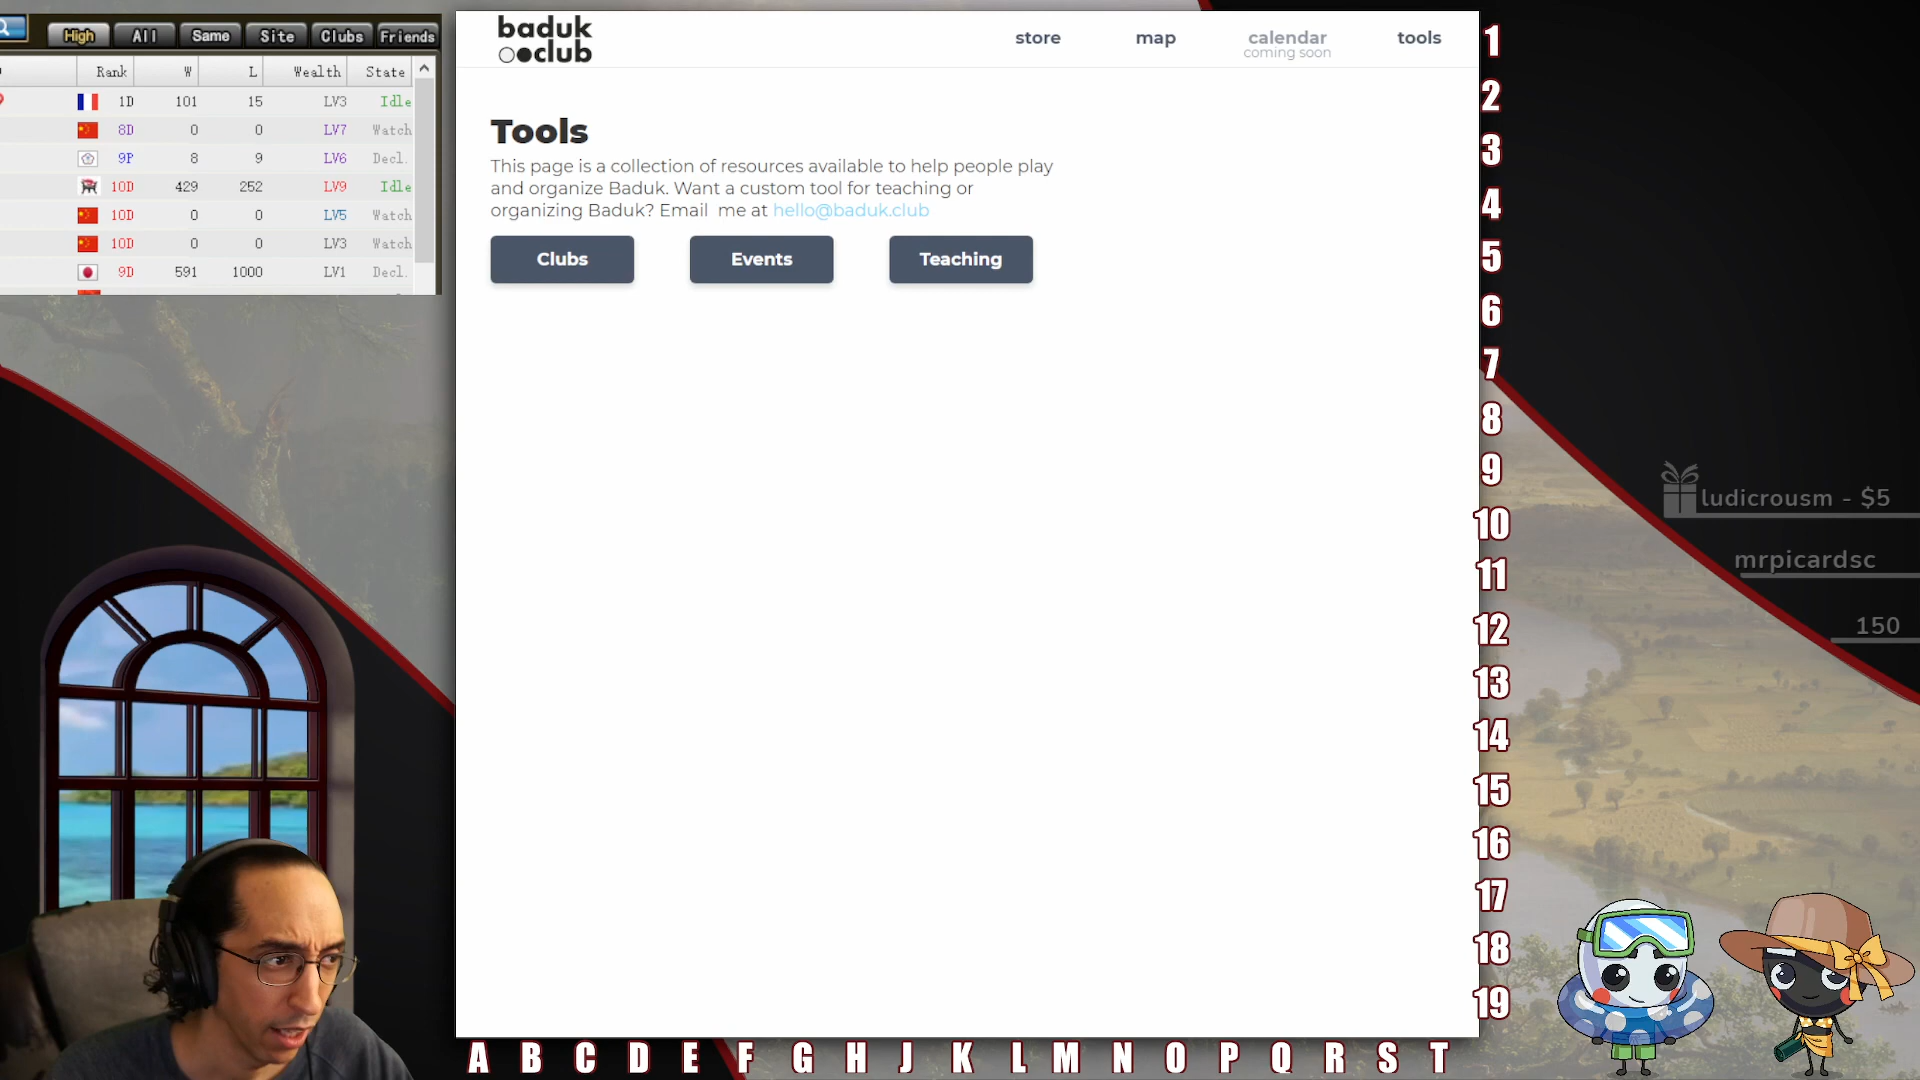 High All Same Site Clubs Friends
Rank W L Wealth State
1D 101 15 LV3 Idle
8D 0 0 LV7 Watch
9P 8 9 LV6 Decl.
10D 429 252 LV9 Idle
10D 0 0 LV5 Watch
10D 0 0 LV3 Watch
9D 591 1000 LV1 Decl.
baduk
club
store
map
calendar
coming soon
tools
Tools
This page is a collection of resources available to help people play
and organize Baduk. Want a custom tool for teaching or
organizing Baduk? Email me at hello@baduk.club
Clubs
Events
Teaching
1
2
3
4
5
6
7
8
9
10
11
12
13
14
15
16
17
18
19
A B C D E F G H J K L M N O P Q R S T
ludicrousm - $5
mrpicardsc
150